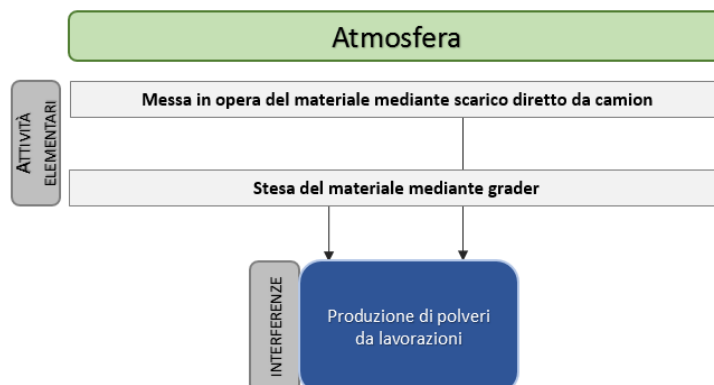 Atmosfera
ATTIVITÀ
ELEMENTARI
Messa in opera del materiale mediante scarico diretto da camion
Stesa del materiale mediante grader
INTERFERENZE
Produzione di polveri
da lavorazioni